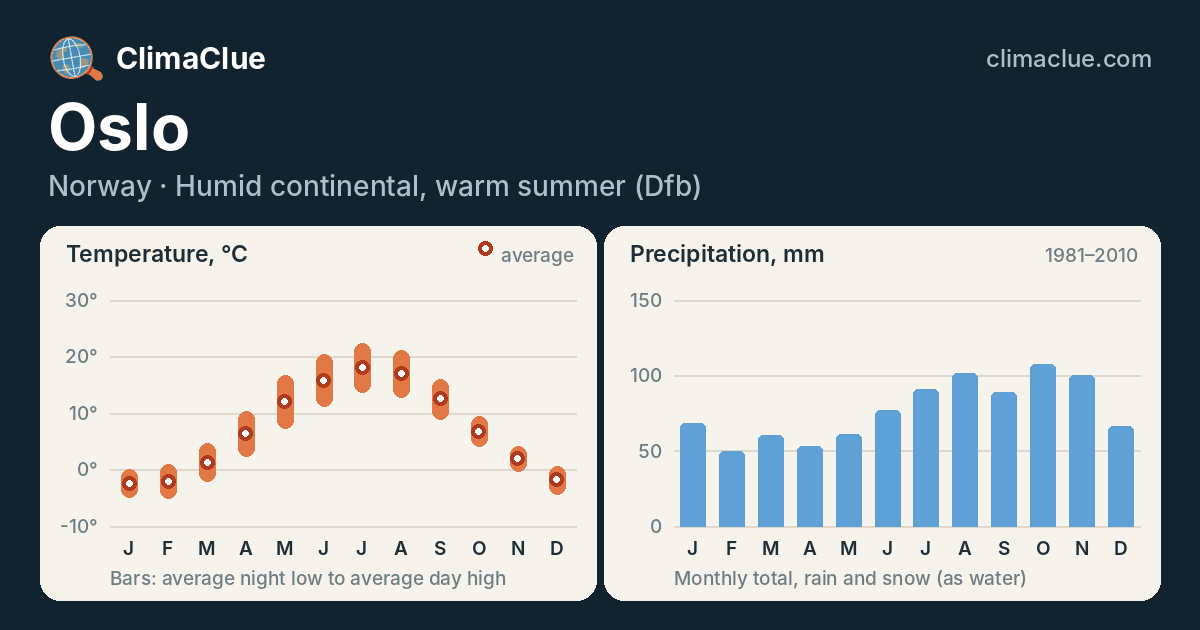 ClimaClue
climaclue.com
Oslo
Norway · Humid continental, warm summer (Dfb)
Temperature, °C
average
30°
20°
10°
0°
-10°
J F M A M J J A S O N D
Bars: average night low to average day high
Precipitation, mm
1981–2010
150
100
50
0
J F M A M J J A S O N D
Monthly total, rain and snow (as water)